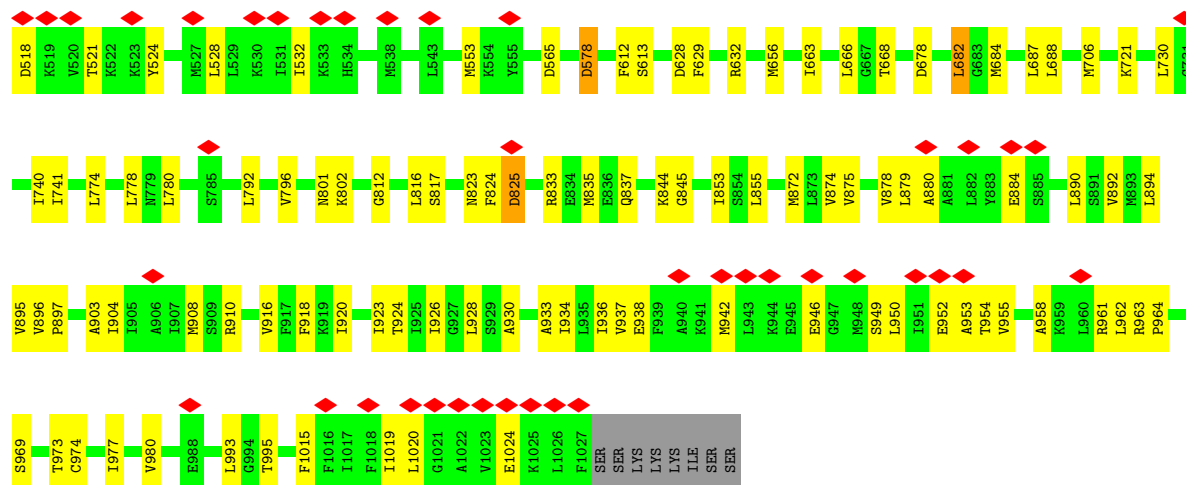 D518 K519 V520 T521 K522 K523 Y524 M527 L528 L529 K530 I531 I532 K533 H534 M538 L543 M553 K554 Y555 D565 D578 F612 S613 D628 F629 R632 M656 I663 L666 G667 T668 D678 L682 G683 M684 L687 L688 M706 K721 L730
I740 I741 L774 L778 N779 L780 S785 L792 V796 N801 K802 G812 L816 S817 N823 F824 D825 R833 E834 M835 E836 Q837 K844 G845 I853 S854 L855 M872 L873 V874 V875 V878 L879 A880 A881 L882 Y883 E884 S885 L890 S891 V892 M893 L894
V895 V896 P897 A903 I904 I905 A906 I907 M908 S909 R910 V916 F917 F918 K919 I920 I923 T924 I925 I926 G927 L928 S929 A930 A933 I934 L935 I936 V937 E938 F939 A940 K941 M942 L943 K944 E945 E946 G947 M948 S949 L950 I951 E952 A953 T954 V955 A958 K959 L960 R961 L962 R963 P964
S969 T973 C974 I977 V980 E988 L993 G994 T995 F1015 F1016 I1017 F1018 I1019 L1020 G1021 A1022 V1023 E1024 K1025 L1026 F1027 SER SER LYS LYS LYS ILE SER SER